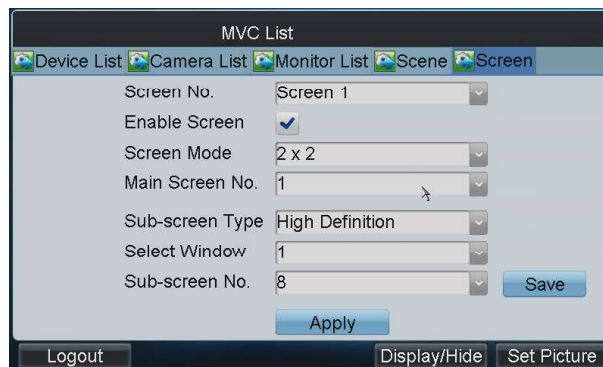 MVC List
Device List Camera List Monitor List Scene Screen
Screen No. Screen 1
Enable Screen
Screen Mode 2 x 2
Main Screen No. 1
Sub-screen Type High Definition
Select Window 1
Sub-screen No. 8 Save
Apply
Logout Display/Hide Set Picture